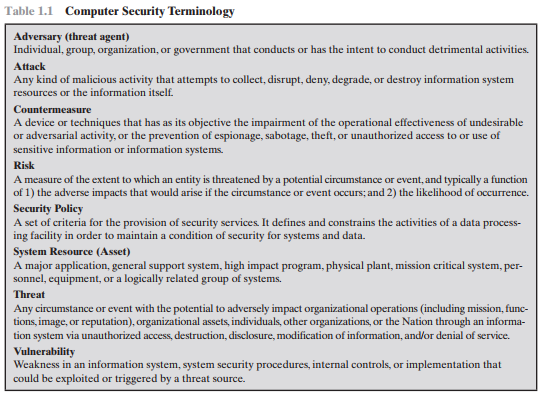 Table 1.1 Computer Security Terminology
Adversary (threat agent)
Individual, group, organization, or government that conducts or has the intent to conduct detrimental activities.
Attack
Any kind of malicious activity that attempts to collect, disrupt, deny, degrade, or destroy information system
resources or the information itself.
Countermeasure
A device or techniques that has as its objective the impairment of the operational effectiveness of undesirable
or adversarial activity, or the prevention of espionage, sabotage, theft, or unauthorized access to or use of
sensitive information or information systems.
Risk
A measure of the extent to which an entity is threatened by a potential circumstance or event, and typically a function
of 1) the adverse impacts that would arise if the circumstance or event occurs; and 2) the likelihood of occurrence.
Security Policy
A set of criteria for the provision of security services. It defines and constrains the activities of a data process-
ing facility in order to maintain a condition of security for systems and data.
System Resource (Asset)
A major application, general support system, high impact program, physical plant, mission critical system, per-
sonnel, equipment, or a logically related group of systems.
Threat
Any circumstance or event with the potential to adversely impact organizational operations (including mission, func-
tions, image, or reputation), organizational assets, individuals, other organizations, or the Nation through an informa-
tion system via unauthorized access, destruction, disclosure, modification of information, and/or denial of service.
Vulnerability
Weakness in an information system, system security procedures, internal controls, or implementation that
could be exploited or triggered by a threat source.